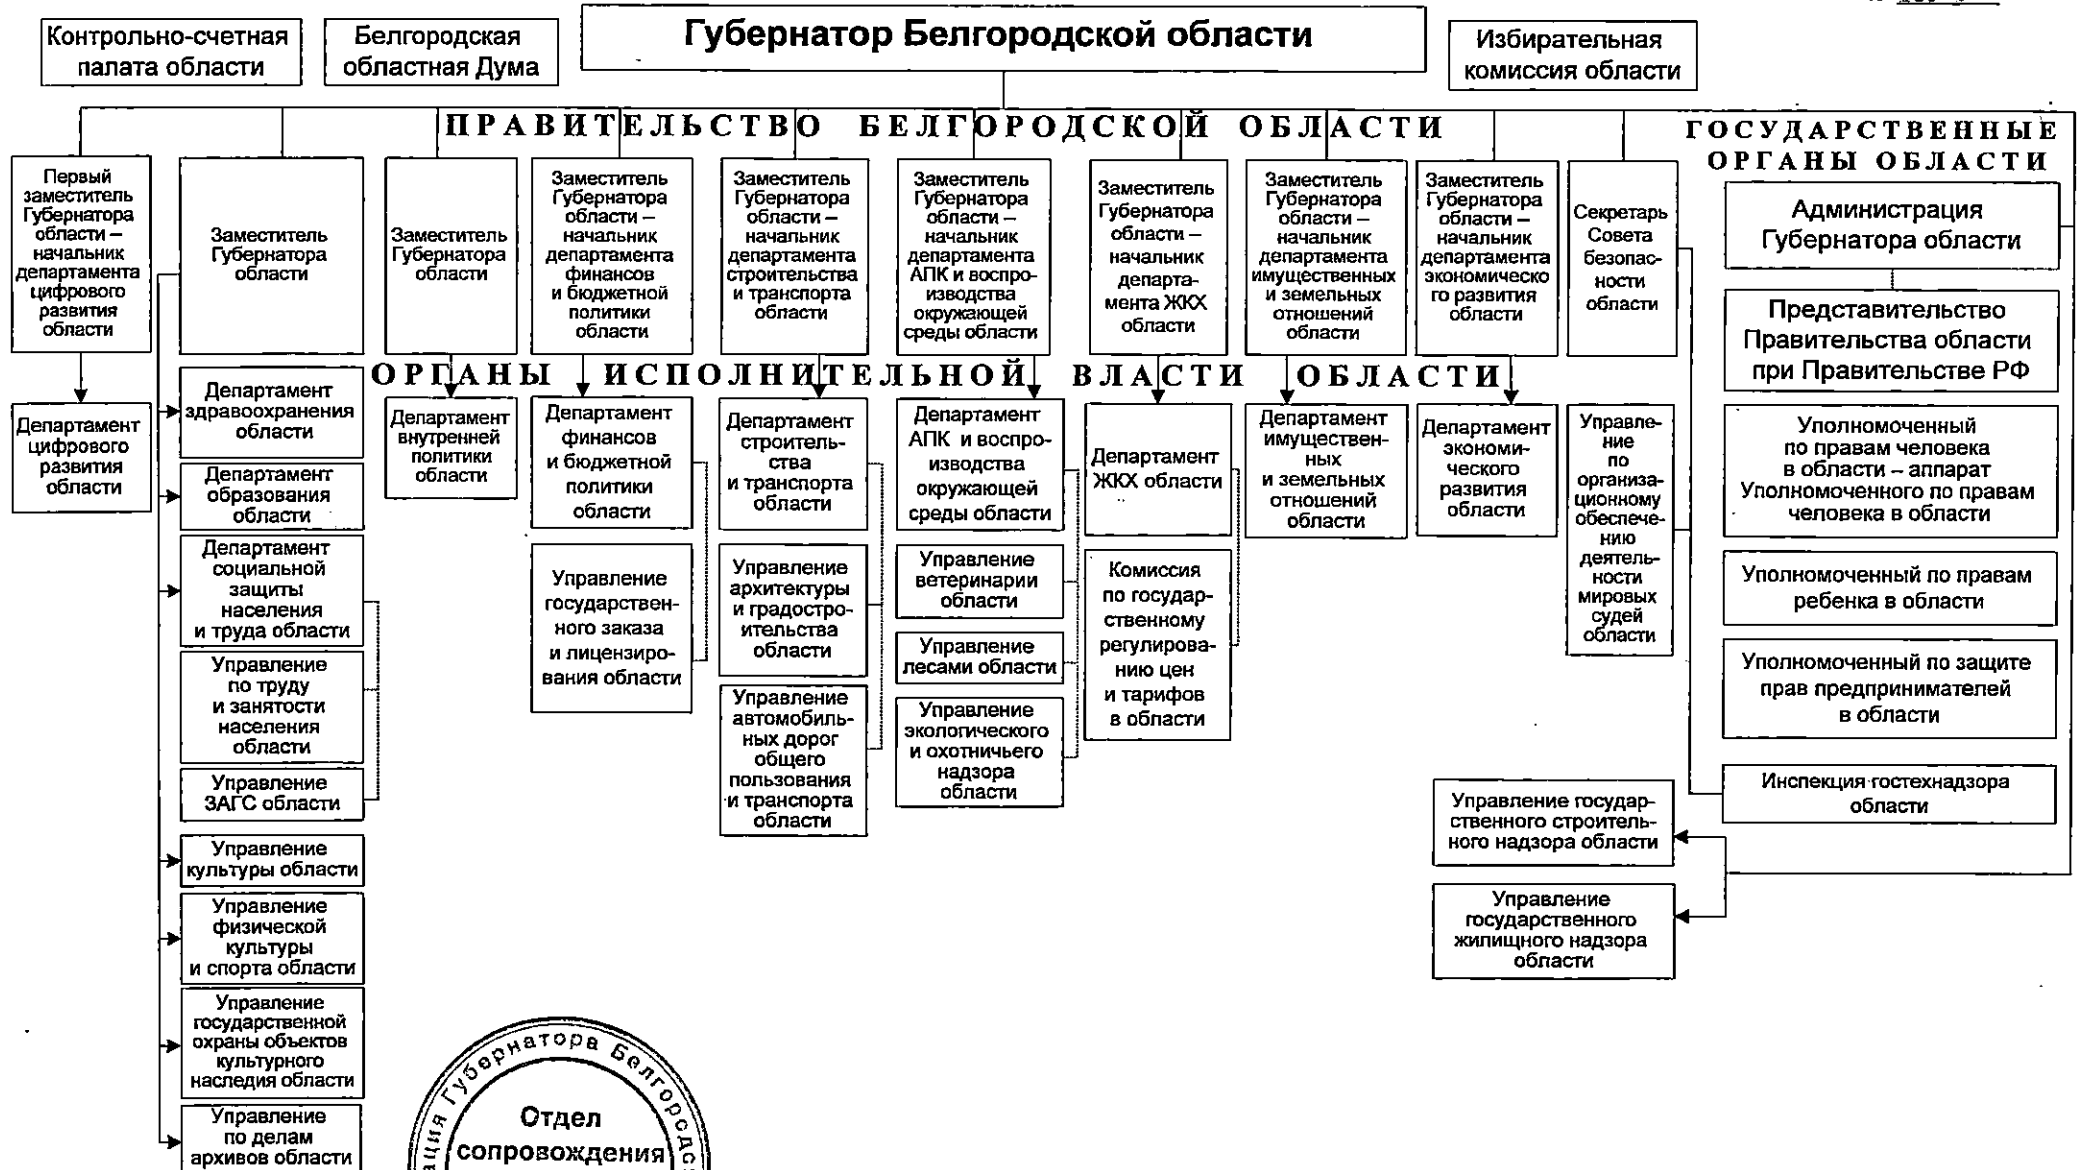 Контрольно-счетная
палата области
Белгородская
областная Дума
Губернатор Белгородской области
Избирательная
комиссия области
ПРАВИТЕЛЬСТВО БЕЛГОРОДСКОЙ ОБЛАСТИ
ГОСУДАРСТВЕННЫЕ
ОРГАНЫ ОБЛАСТИ
Первый
заместитель
Губернатора
области –
начальник
департамента
цифрового
развития
области
Заместитель
Губернатора
области
Заместитель
Губернатора
области
Заместитель
Губернатора
области –
начальник
департамента
финансов
и бюджетной
политики
области
Заместитель
Губернатора
области –
начальник
департамента
строительства
и транспорта
области
Заместитель
Губернатора
области –
начальник
департамента
АПК и воспро-
изводства
окружающей
среды области
Заместитель
Губернатора
области –
начальник
департа-
мента ЖКХ
области
Заместитель
Губернатора
области –
начальник
департамента
имущественных
и земельных
отношений
области
Заместитель
Губернатора
области –
начальник
департамента
экономическо
го развития
области
Секретарь
Совета
безопас-
ности
области
Администрация
Губернатора области
Представительство
Правительства области
при Правительстве РФ
ОРГАНЫ ИСПОЛНИТЕЛЬНОЙ ВЛАСТИ ОБЛАСТИ
Департамент
цифрового
развития
области
Департамент
здравоохранения
области
Департамент
образования
области
Департамент
социальной
защиты
населения
и труда области
Управление
по труду
и занятости
населения
области
Управление
ЗАГС области
Управление
культуры области
Управление
физической
культуры
и спорта области
Управление
государственной
охраны объектов
культурного
наследия области
Управление
по делам
архивов области
Департамент
внутренней
политики
области
Департамент
финансов
и бюджетной
политики
области
Управление
государствен-
ного заказа
и лицензиро-
вания области
Департамент
строитель-
ства
и транспорта
области
Управление
архитектуры
и градостро-
ительства
области
Управление
автомобиль-
ных дорог
общего
пользования
и транспорта
области
Департамент
АПК и воспро-
изводства
окружающей
среды области
Управление
ветеринарии
области
Управление
лесами области
Управление
экологического
и охотничьего
надзора
области
Департамент
ЖКХ области
Комиссия
по государ-
ственному
регулирова-
нию цен
и тарифов
в области
Департамент
имуществен-
ных
и земельных
отношений
области
Департамент
экономи-
ческого
развития
области
Управле-
ние
по
организа-
ционному
обеспече-
нию
деятель-
ности
мировых
судей
области
Уполномоченный
по правам человека
в области – аппарат
Уполномоченного по правам
человека в области
Уполномоченный по правам
ребенка в области
Уполномоченный по защите
прав предпринимателей
в области
Инспекция гостехнадзора
области
Управление государ-
ственного строитель-
ного надзора области
Управление
государственного
жилищного надзора
области
Губернатора Белгородс
Отдел
сопровождения